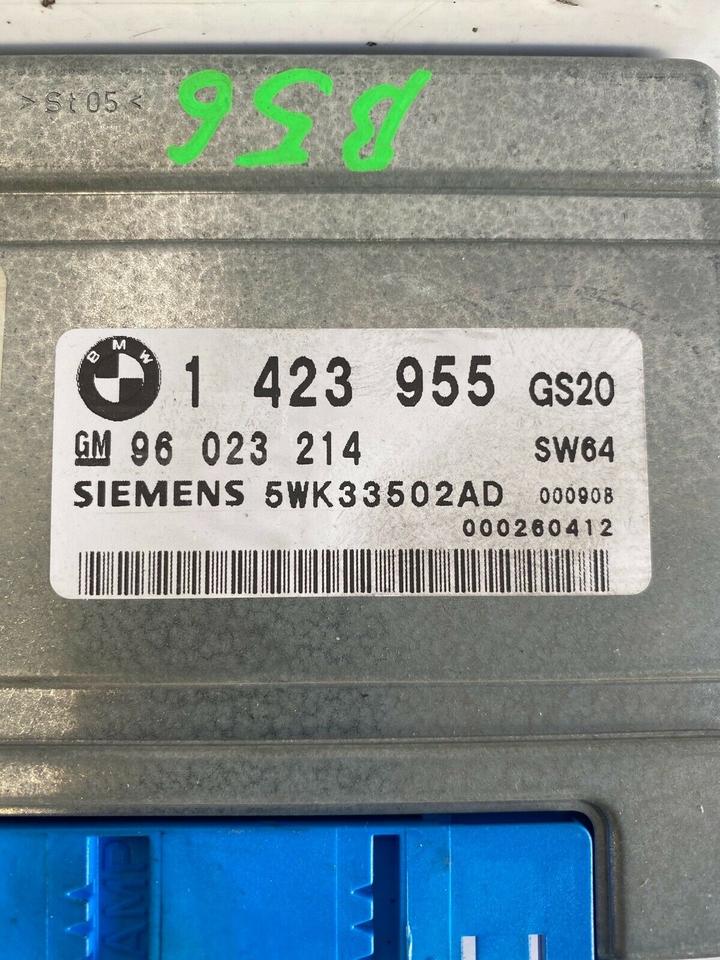 >St05<
B56
BMW 1 423 955 GS20
GM 96 023 214 SW64
SIEMENS 5WK33502AD 000908
000260412
AMP